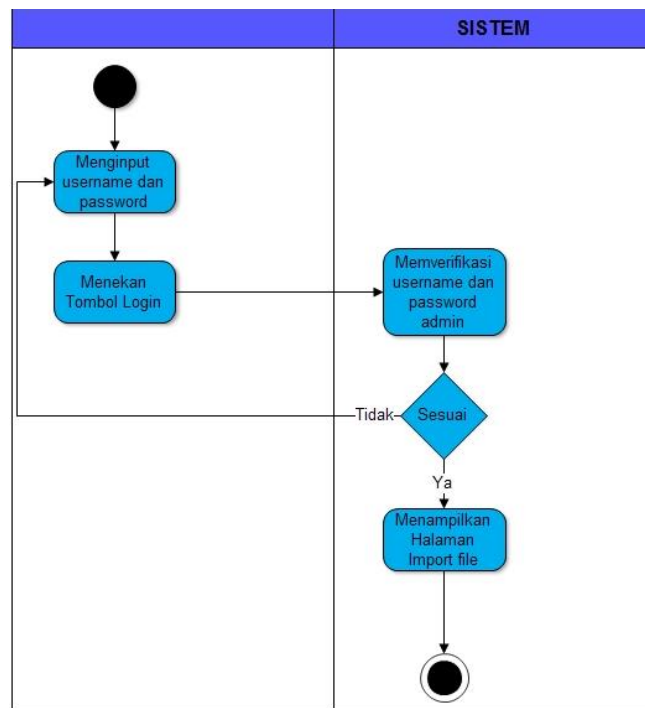 SISTEM
Menginput
username dan
password
Menekan
Tombol Login
Memverifikasi
username dan
password
admin
Sesuai
Tidak
Ya
Menampilkan
Halaman
Import file